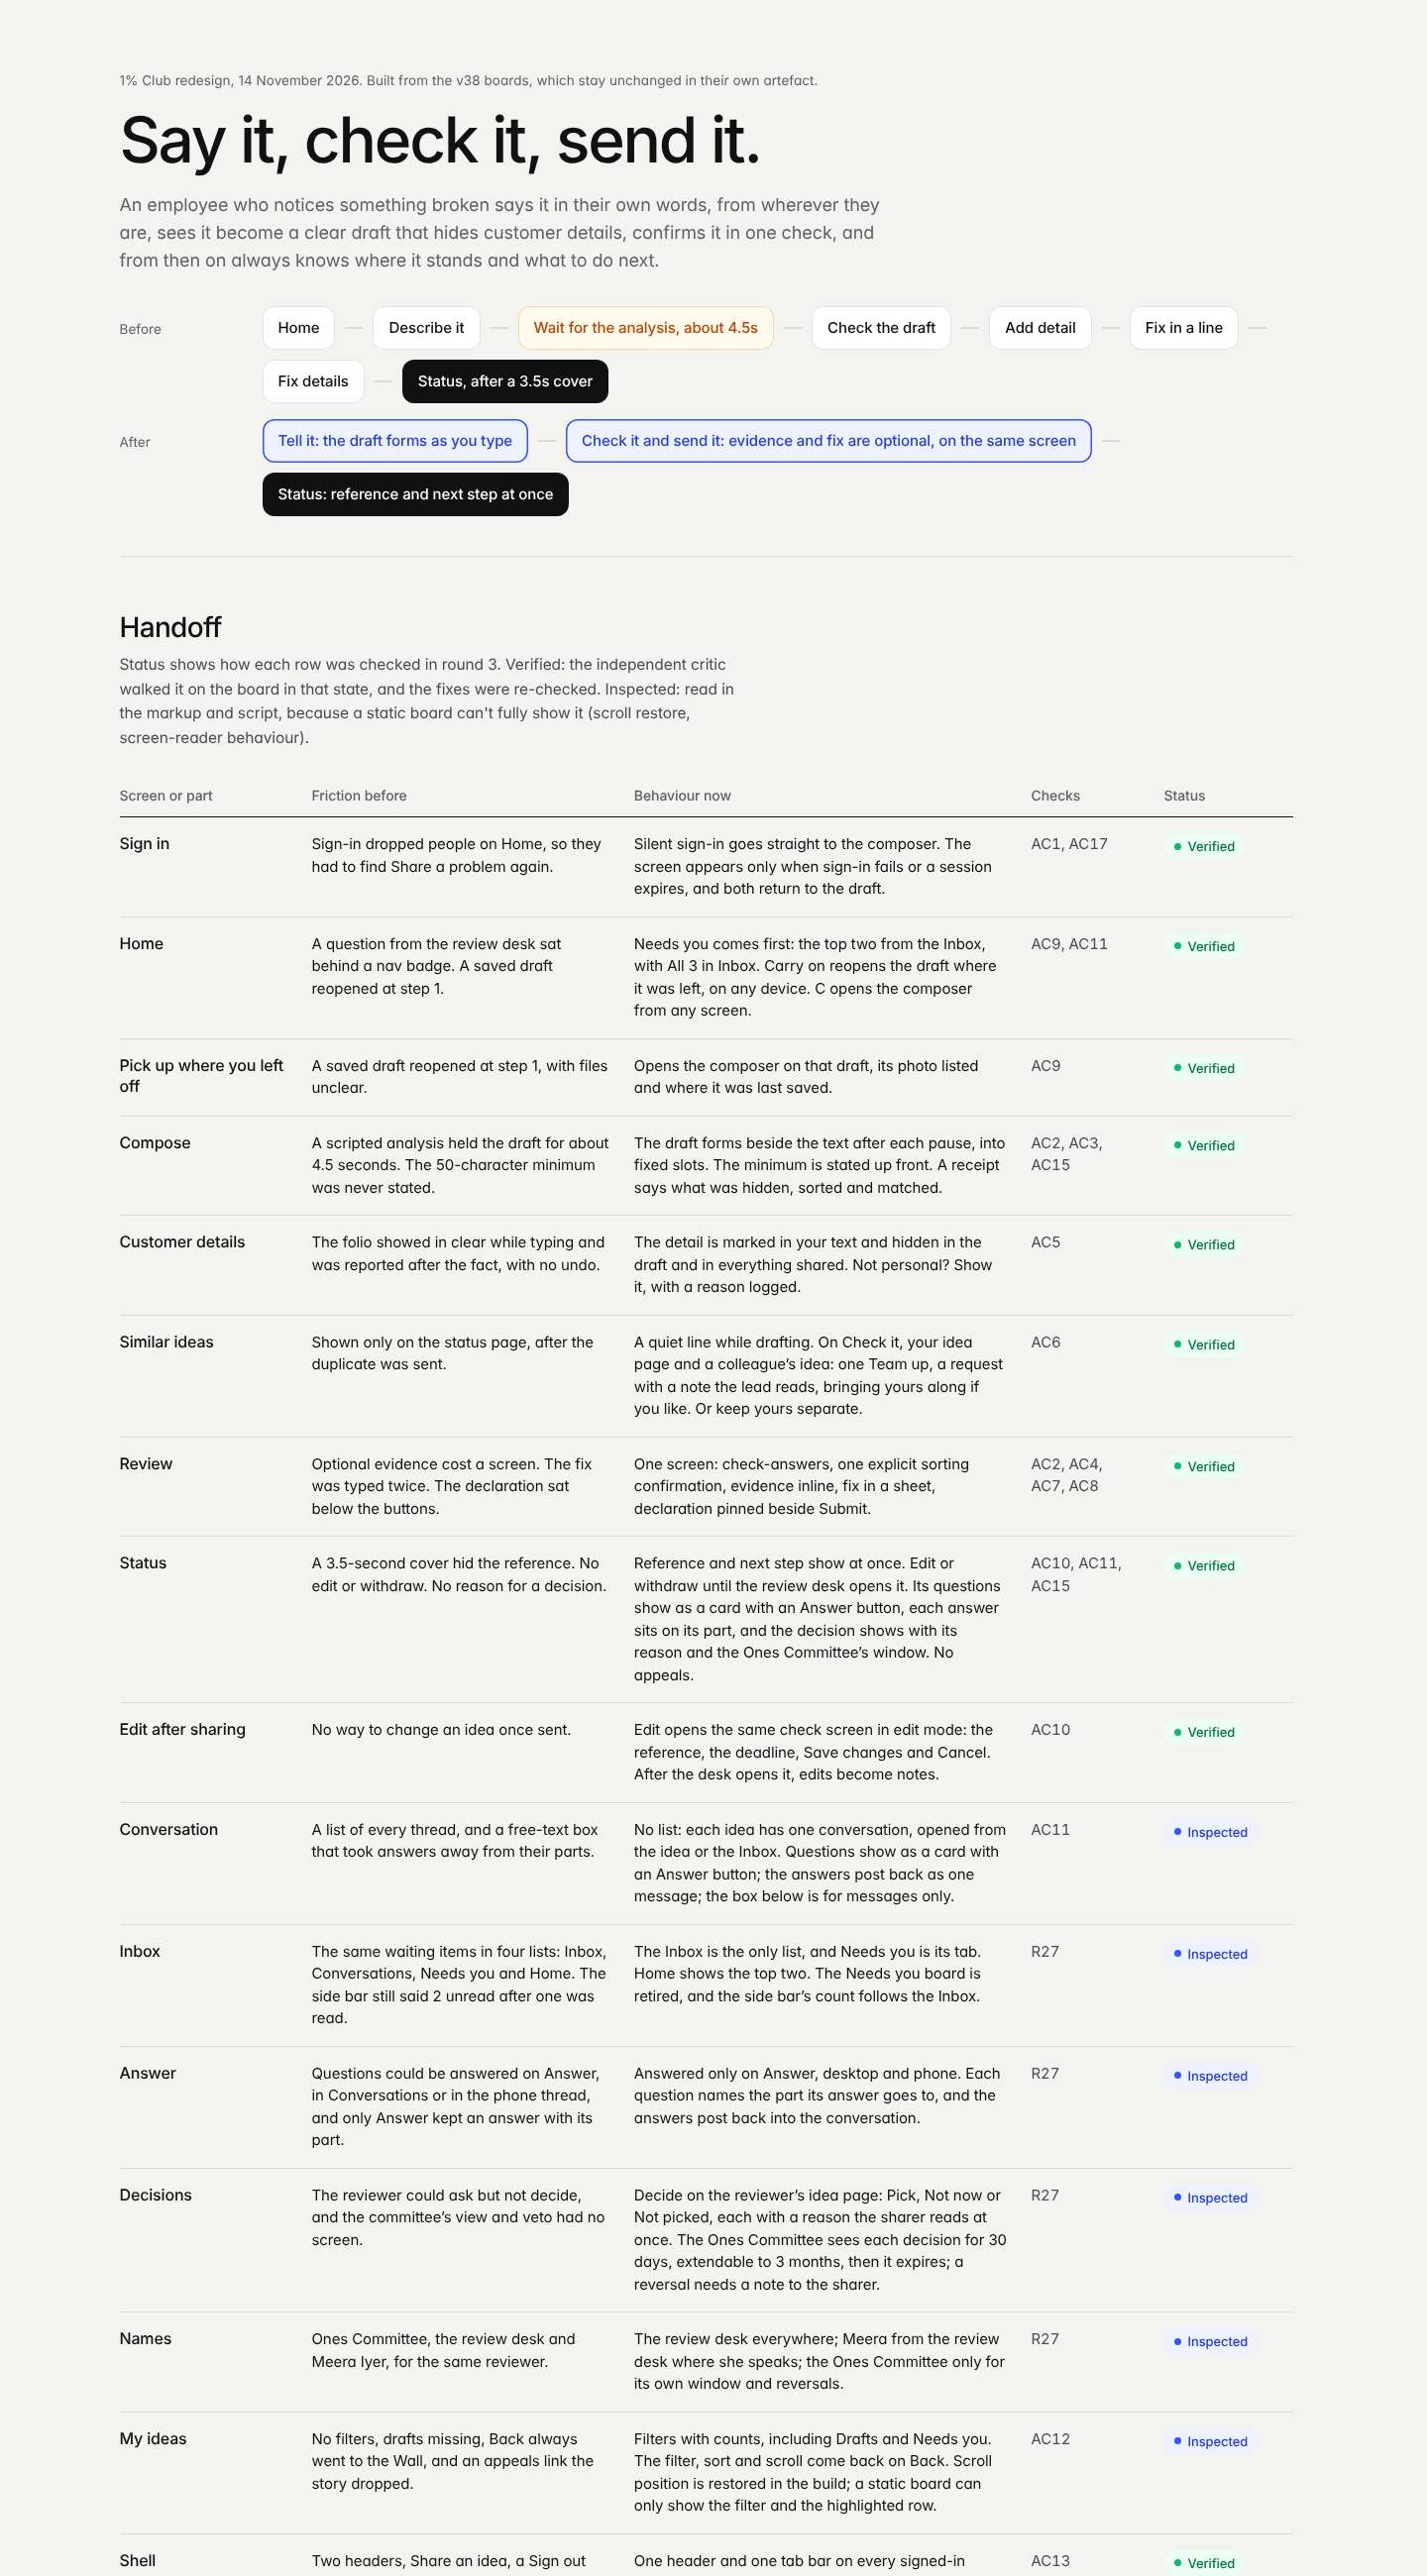 1% Club redesign, 14 November 2026. Built from the v38 boards, which stay unchanged in their own artefact.
Say it, check it, send it.
An employee who notices something broken says it in their own words, from wherever they
are, sees it become a clear draft that hides customer details, confirms it in one check, and
from then on always knows where it stands and what to do next.
Before
Home
Describe it
Wait for the analysis, about 4.5s
Check the draft
Add detail
Fix in a line
Fix details
Status, after a 3.5s cover
After
Tell it: the draft forms as you type
Check it and send it: evidence and fix are optional, on the same screen
Status: reference and next step at once
Handoff
Status shows how each row was checked in round 3. Verified: the independent critic
walked it on the board in that state, and the fixes were re-checked. Inspected: read in
the markup and script, because a static board can't fully show it (scroll restore,
screen-reader behaviour).
Screen or part
Friction before
Behaviour now
Checks
Status
Sign in
Sign-in dropped people on Home, so they
had to find Share a problem again.
Silent sign-in goes straight to the composer. The
screen appears only when sign-in fails or a session
expires, and both return to the draft.
AC1, AC17
Verified
Home
A question from the review desk sat
behind a nav badge. A saved draft
reopened at step 1.
Needs you comes first: the top two from the Inbox,
with All 3 in Inbox. Carry on reopens the draft where
it was left, on any device. C opens the composer
from any screen.
AC9, AC11
Verified
Pick up where you left
off
A saved draft reopened at step 1, with files
unclear.
Opens the composer on that draft, its photo listed
and where it was last saved.
AC9
Verified
Compose
A scripted analysis held the draft for about
4.5 seconds. The 50-character minimum
was never stated.
The draft forms beside the text after each pause, into
fixed slots. The minimum is stated up front. A receipt
says what was hidden, sorted and matched.
AC2, AC3,
AC15
Verified
Customer details
The folio showed in clear while typing and
was reported after the fact, with no undo.
The detail is marked in your text and hidden in the
draft and in everything shared. Not personal? Show
it, with a reason logged.
AC5
Verified
Similar ideas
Shown only on the status page, after the
duplicate was sent.
A quiet line while drafting. On Check it, your idea
page and a colleague’s idea: one Team up, a request
with a note the lead reads, bringing yours along if
you like. Or keep yours separate.
AC6
Verified
Review
Optional evidence cost a screen. The fix
was typed twice. The declaration sat
below the buttons.
One screen: check-answers, one explicit sorting
confirmation, evidence inline, fix in a sheet,
declaration pinned beside Submit.
AC2, AC4,
AC7, AC8
Verified
Status
A 3.5-second cover hid the reference. No
edit or withdraw. No reason for a decision.
Reference and next step show at once. Edit or
withdraw until the review desk opens it. Its questions
show as a card with an Answer button, each answer
sits on its part, and the decision shows with its
reason and the Ones Committee’s window. No
appeals.
AC10, AC11,
AC15
Verified
Edit after sharing
No way to change an idea once sent.
Edit opens the same check screen in edit mode: the
reference, the deadline, Save changes and Cancel.
After the desk opens it, edits become notes.
AC10
Verified
Conversation
A list of every thread, and a free-text box
that took answers away from their parts.
No list: each idea has one conversation, opened from
the idea or the Inbox. Questions show as a card with
an Answer button; the answers post back as one
message; the box below is for messages only.
AC11
Inspected
Inbox
The same waiting items in four lists: Inbox,
Conversations, Needs you and Home. The
side bar still said 2 unread after one was
read.
The Inbox is the only list, and Needs you is its tab.
Home shows the top two. The Needs you board is
retired, and the side bar’s count follows the Inbox.
R27
Inspected
Answer
Questions could be answered on Answer,
in Conversations or in the phone thread,
and only Answer kept an answer with its
part.
Answered only on Answer, desktop and phone. Each
question names the part its answer goes to, and the
answers post back into the conversation.
R27
Inspected
Decisions
The reviewer could ask but not decide,
and the committee’s view and veto had no
screen.
Decide on the reviewer’s idea page: Pick, Not now or
Not picked, each with a reason the sharer reads at
once. The Ones Committee sees each decision for 30
days, extendable to 3 months, then it expires; a
reversal needs a note to the sharer.
R27
Inspected
Names
Ones Committee, the review desk and
Meera Iyer, for the same reviewer.
The review desk everywhere; Meera from the review
desk where she speaks; the Ones Committee only for
its own window and reversals.
R27
Inspected
My ideas
No filters, drafts missing, Back always
went to the Wall, and an appeals link the
story dropped.
Filters with counts, including Drafts and Needs you.
The filter, sort and scroll come back on Back. Scroll
position is restored in the build; a static board can
only show the filter and the highlighted row.
AC12
Inspected
Shell
Two headers, Share an idea, a Sign out
One header and one tab bar on every signed-in
AC13
Verified